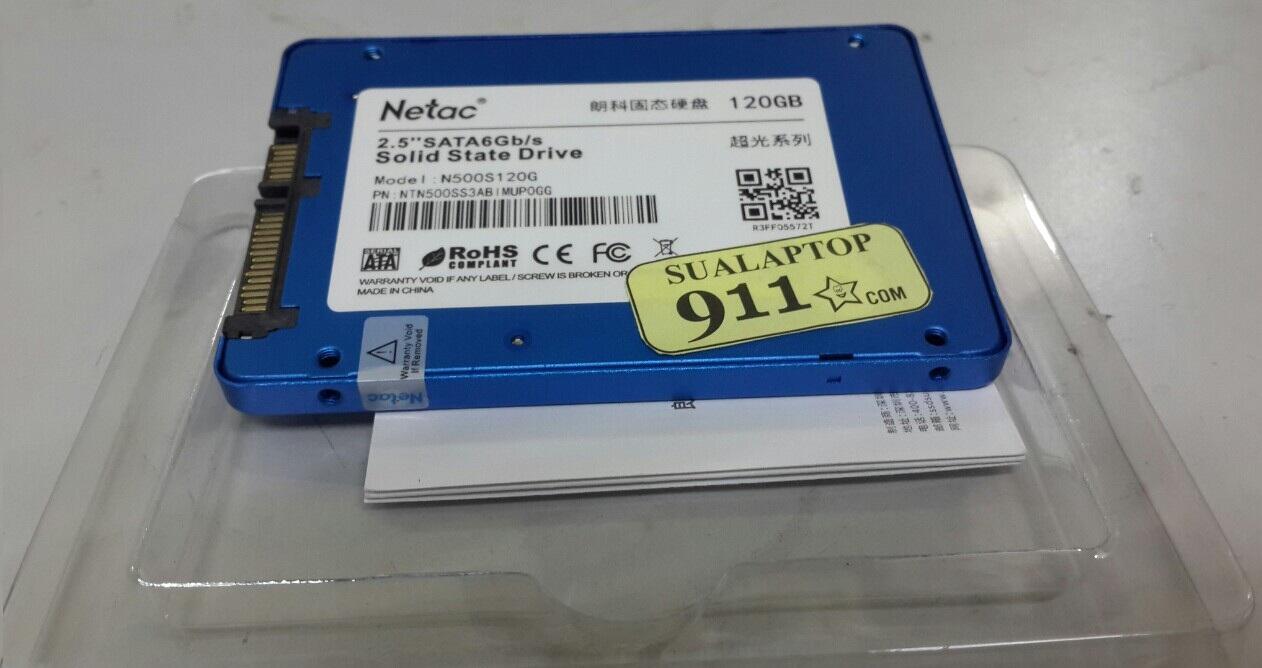 Netac®
朗科固态硬盘 120GB
2.5"SATA6Gb/s
超光系列
Solid State Drive
Model : N500S120G
PN: NTN500SS3ABIMUP0GG
R3FF05572T
SERIAL
ATA
RoHS
COMPLIANT
CE FC
WARRANTY VOID IF ANY LABEL / SCREW IS BROKEN OR
MADE IN CHINA
SUALAPTOP
911 COM
Warranty Void
If Removed
Netac